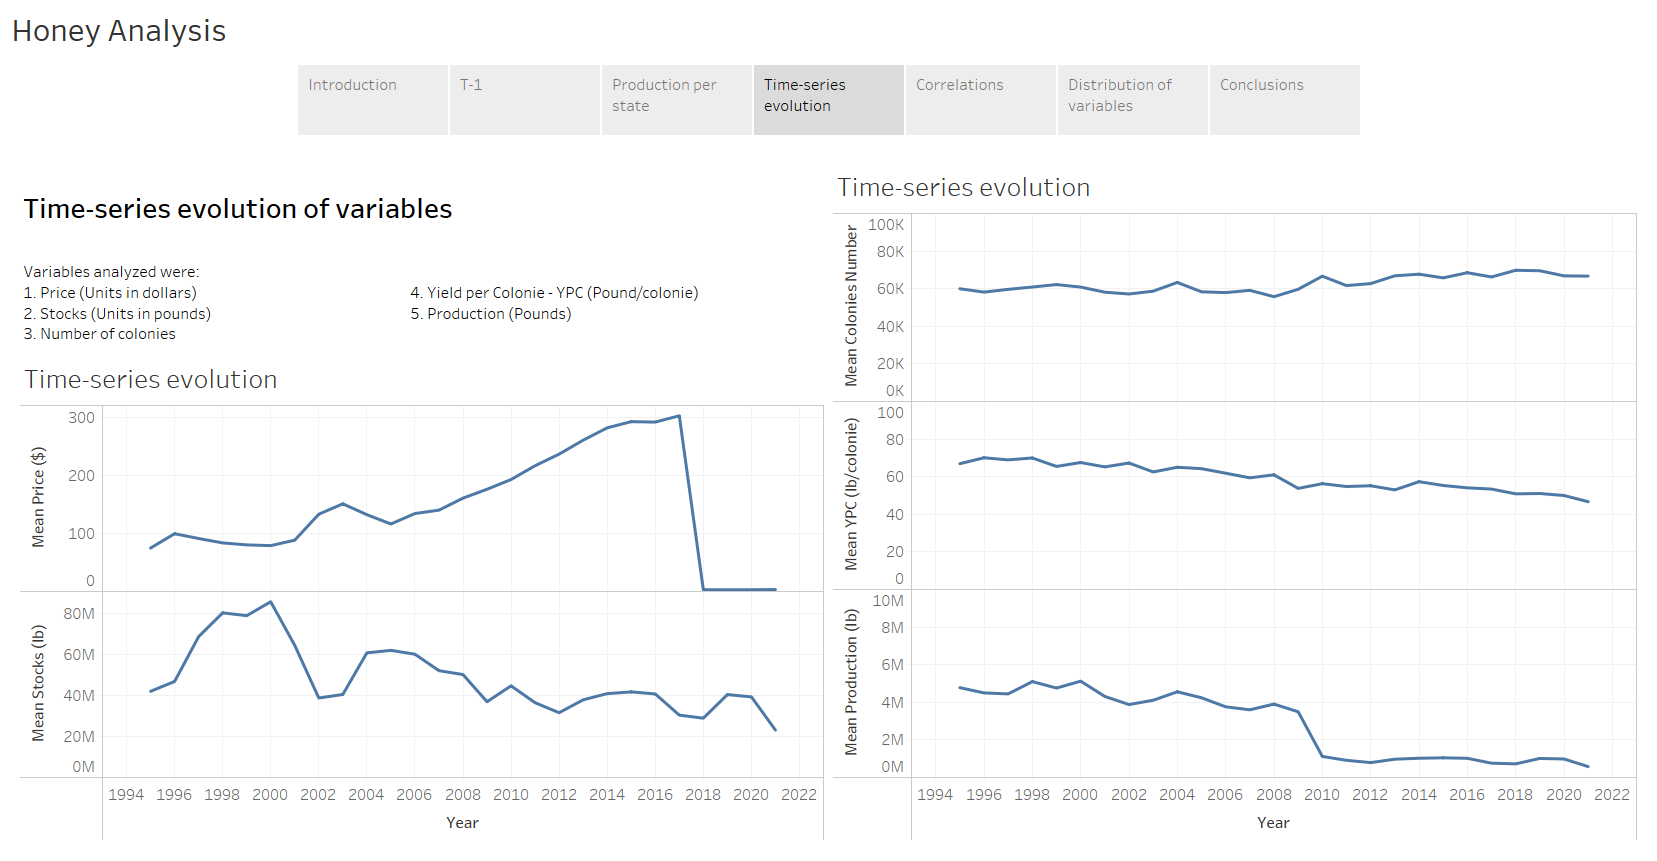 Honey Analysis
Introduction
T-1
Production per
state
Time-series
evolution
Correlations
Distribution of
variables
Conclusions
Time-series evolution of variables
Variables analyzed were:
1. Price (Units in dollars)
2. Stocks (Units in pounds)
3. Number of colonies
4. Yield per Colonie - YPC (Pound/colonie)
5. Production (Pounds)
Time-series evolution
Mean Price ($)
300
200
100
0
Mean Stocks (lb)
80M
60M
40M
20M
0M
1994 1996 1998 2000 2002 2004 2006 2008 2010 2012 2014 2016 2018 2020 2022
Year
Time-series evolution
Mean Colonies Number
100K
80K
60K
40K
20K
0K
Mean YPC (lb/colonie)
100
80
60
40
20
0
Mean Production (lb)
10M
8M
6M
4M
2M
0M
1994 1996 1998 2000 2002 2004 2006 2008 2010 2012 2014 2016 2018 2020 2022
Year